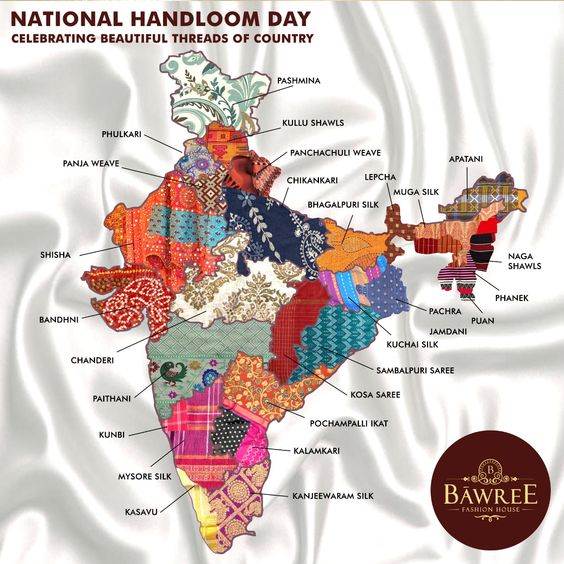 NATIONAL HANDLOOM DAY
CELEBRATING BEAUTIFUL THREADS OF COUNTRY
PASHMINA
KULLU SHAWLS
PHULKARI
PANCHACHULI WEAVE
PANJA WEAVE
CHIKANKARI
LEPCHA
APATANI
MUGA SILK
BHAGALPURI SILK
SHISHA
NAGA
SHAWLS
PHANEK
BANDHNI
PACHRA
PUAN
JAMDANI
KUCHAI SILK
CHANDERI
SAMBALPURI SAREE
PAITHANI
KOSA SAREE
POCHAMPALLI IKAT
KUNBI
KALAMKARI
MYSORE SILK
KANJEEWARAM SILK
KASAVU
B
BĀWREE
FASHION HOUSE